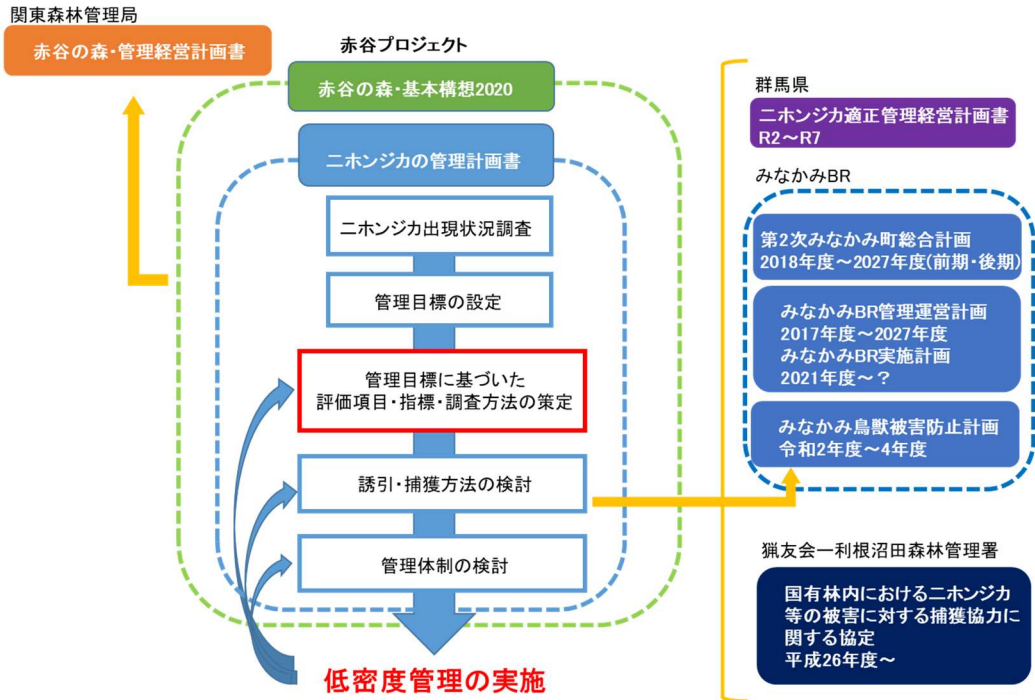 関東森林管理局
赤谷の森・管理経営計画書
赤谷プロジェクト
赤谷の森・基本構想2020
ニホンジカの管理計画書
ニホンジカ出現状況調査
管理目標の設定
管理目標に基づいた
評価項目・指標・調査方法の策定
誘引・捕獲方法の検討
管理体制の検討
低密度管理の実施
群馬県
ニホンジカ適正管理経営計画書
R2～R7
みなかみBR
第2次みなかみ町総合計画
2018年度～2027年度(前期・後期)
みなかみBR管理運営計画
2017年度～2027年度
みなかみBR実施計画
2021年度～？
みなかみ鳥獣被害防止計画
令和2年度～4年度
猟友会ー利根沼田森林管理署
国有林内におけるニホンジカ
等の被害に対する捕獲協力に
関する協定
平成26年度～